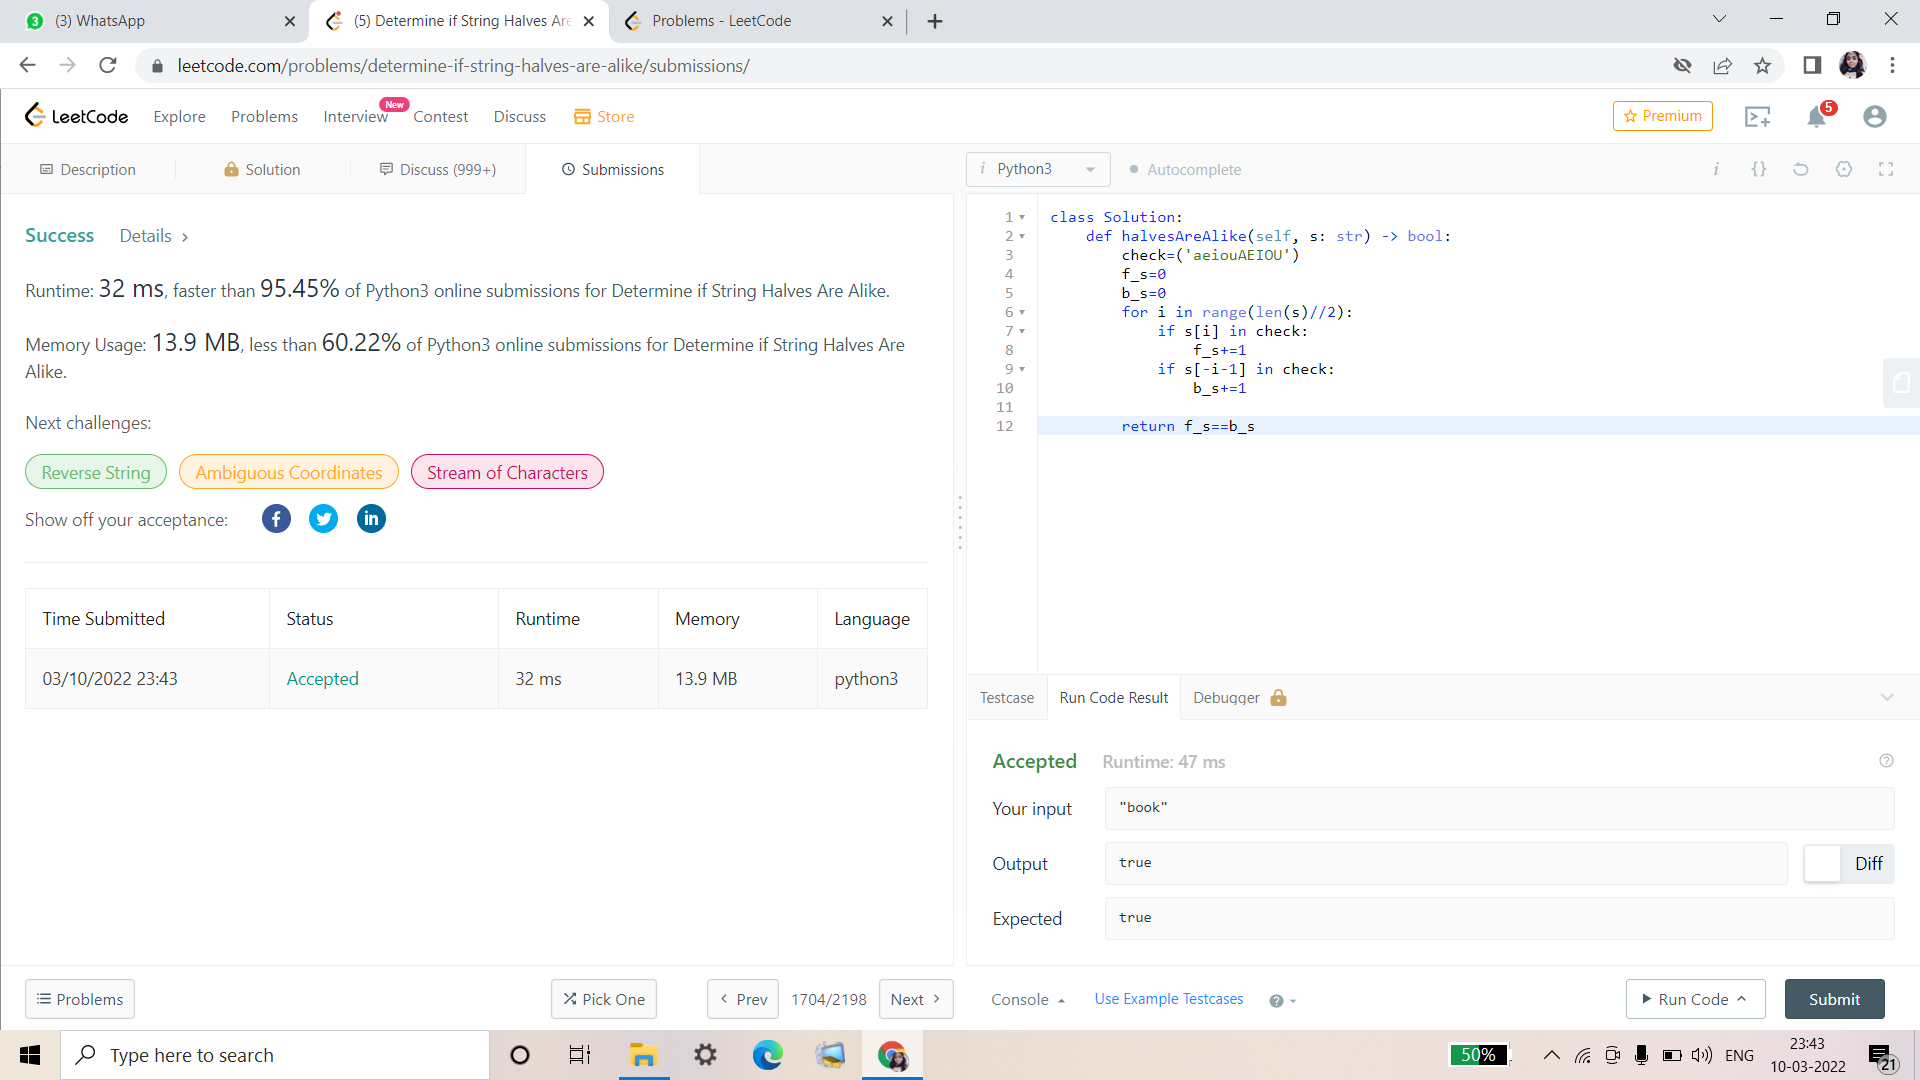 (3) WhatsApp
(5) Determine if String Halves Are
Problems - LeetCode
leetcode.com/problems/determine-if-string-halves-are-alike/submissions/
LeetCode
Explore
Problems
Interview
New
Contest
Discuss
Store
Premium
5
Description
Solution
Discuss (999+)
Submissions
i Python3
Autocomplete
i {}
Success Details >
Runtime: 32 ms, faster than 95.45% of Python3 online submissions for Determine if String Halves Are Alike.
Memory Usage: 13.9 MB, less than 60.22% of Python3 online submissions for Determine if String Halves Are
Alike.
Next challenges:
Reverse String
Ambiguous Coordinates
Stream of Characters
Show off your acceptance:
Time Submitted Status Runtime Memory Language
03/10/2022 23:43 Accepted 32 ms 13.9 MB python3
1 class Solution:
2     def halvesAreAlike(self, s: str) -> bool:
3         check=('aeiouAEIOU')
4         f_s=0
5         b_s=0
6         for i in range(len(s)//2):
7             if s[i] in check:
8                 f_s+=1
9             if s[-i-1] in check:
10                 b_s+=1
11
12         return f_s==b_s
Testcase
Run Code Result
Debugger
Accepted Runtime: 47 ms
Your input "book"
Output true
Diff
Expected true
Problems
Pick One
< Prev
1704/2198
Next >
Console
Use Example Testcases
Run Code
Submit
Type here to search
50%
ENG
23:43
10-03-2022
21